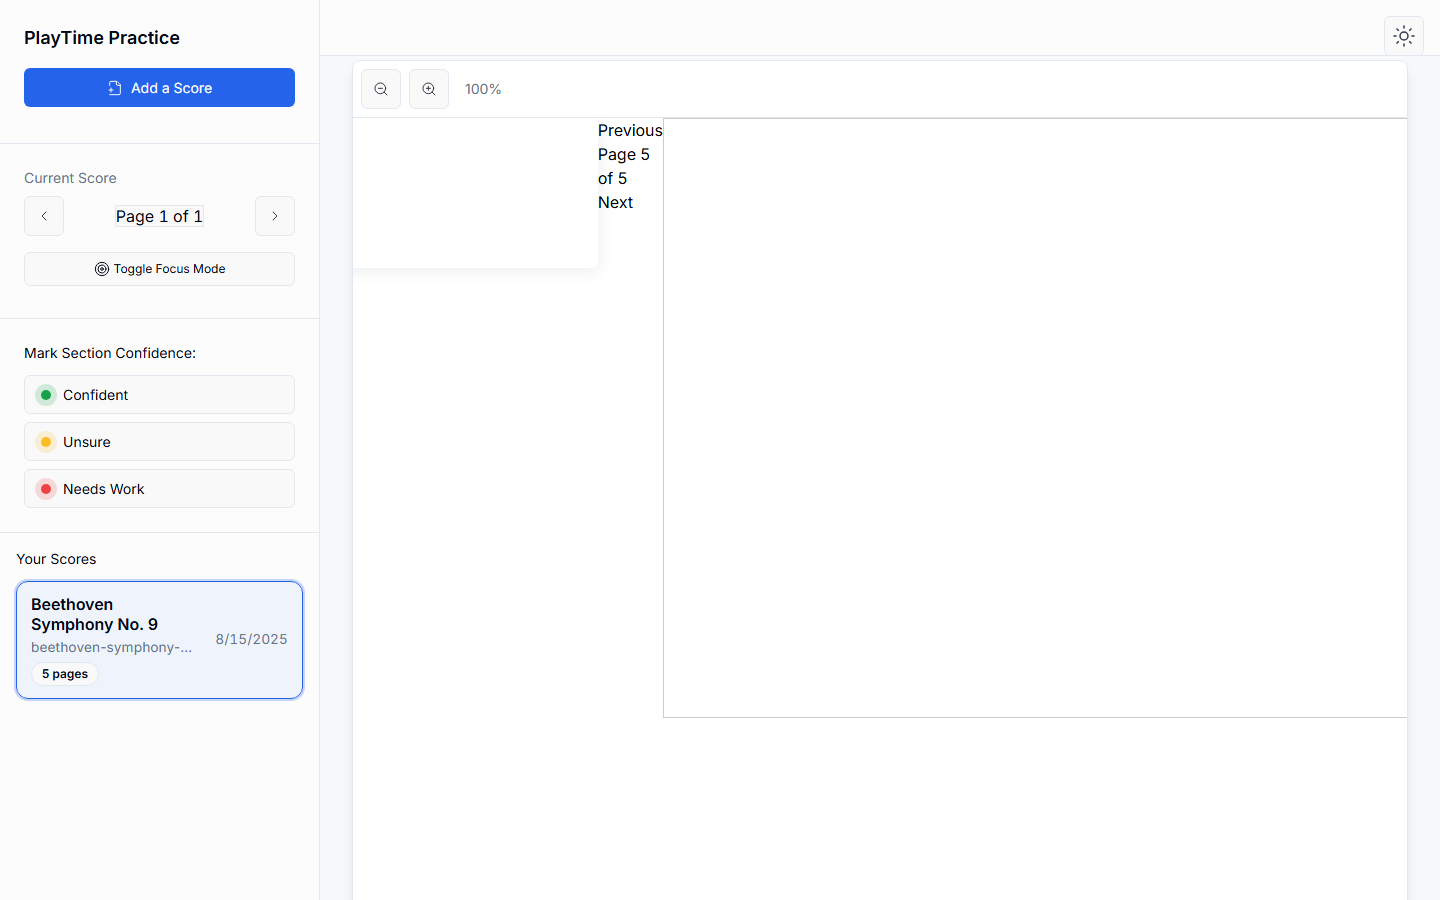 PlayTime Practice
Add a Score
Current Score
Page 1 of 1
Toggle Focus Mode
Mark Section Confidence:
Confident
Unsure
Needs Work
Your Scores
Beethoven
Symphony No. 9
beethoven-symphony-...
8/15/2025
5 pages
100%
Previous
Page 5
of 5
Next